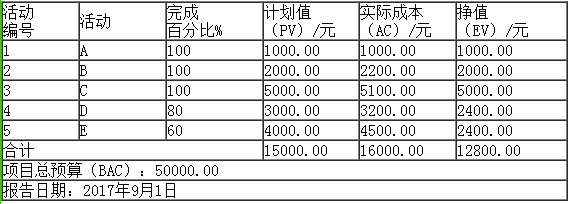 活动编号 活动 完成百分比% 计划值（PV）/元 实际成本（AC）/元 挣值（EV）/元
1 A 100 1000.00 1000.00 1000.00
2 B 100 2000.00 2200.00 2000.00
3 C 100 5000.00 5100.00 5000.00
4 D 80 3000.00 3200.00 2400.00
5 E 60 4000.00 4500.00 2400.00
合计 15000.00 16000.00 12800.00
项目总预算（BAC）：50000.00
报告日期：2017年9月1日